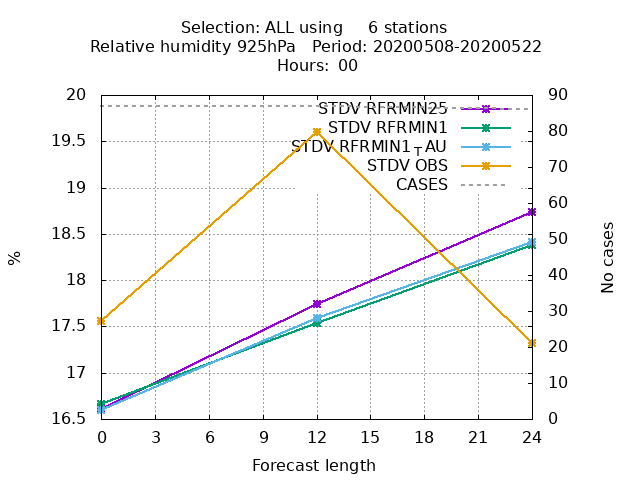 Selection: ALL using     6 stations
Relative humidity 925hPa   Period: 20200508-20200522
Hours: 00
STDV RFRMIN25
STDV RFRMIN1
STDV RFRMIN1TAU
STDV OBS
CASES
20
19.5
19
18.5
18
17.5
17
16.5
90
80
70
60
50
40
30
20
10
0
%
No cases
0 3 6 9 12 15 18 21 24
Forecast length